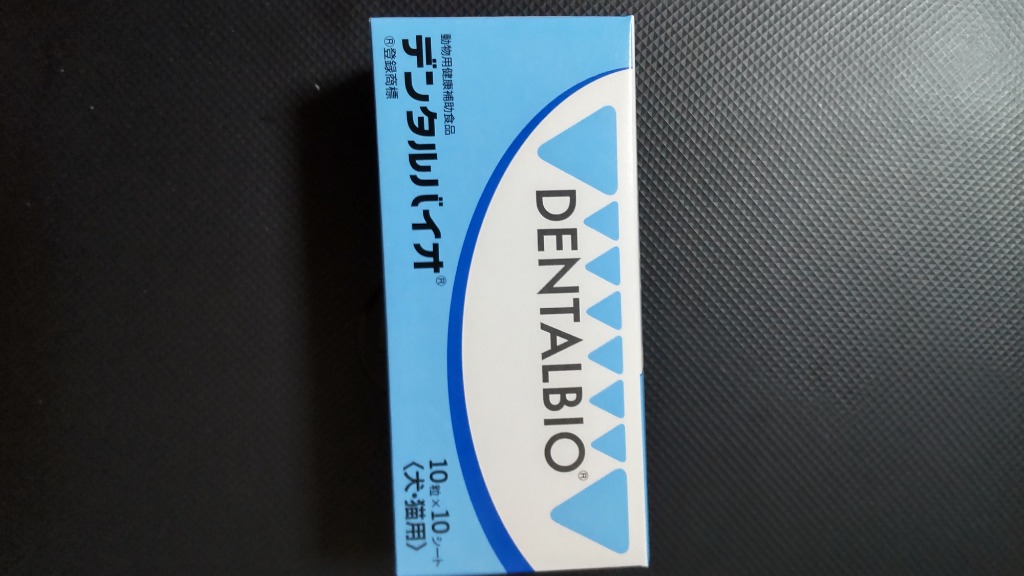 DENTALBIO®
動物用健康補助食品
デンタルバイオ®
Ⓡ登録商標
10粒×10シート
〈犬・猫用〉